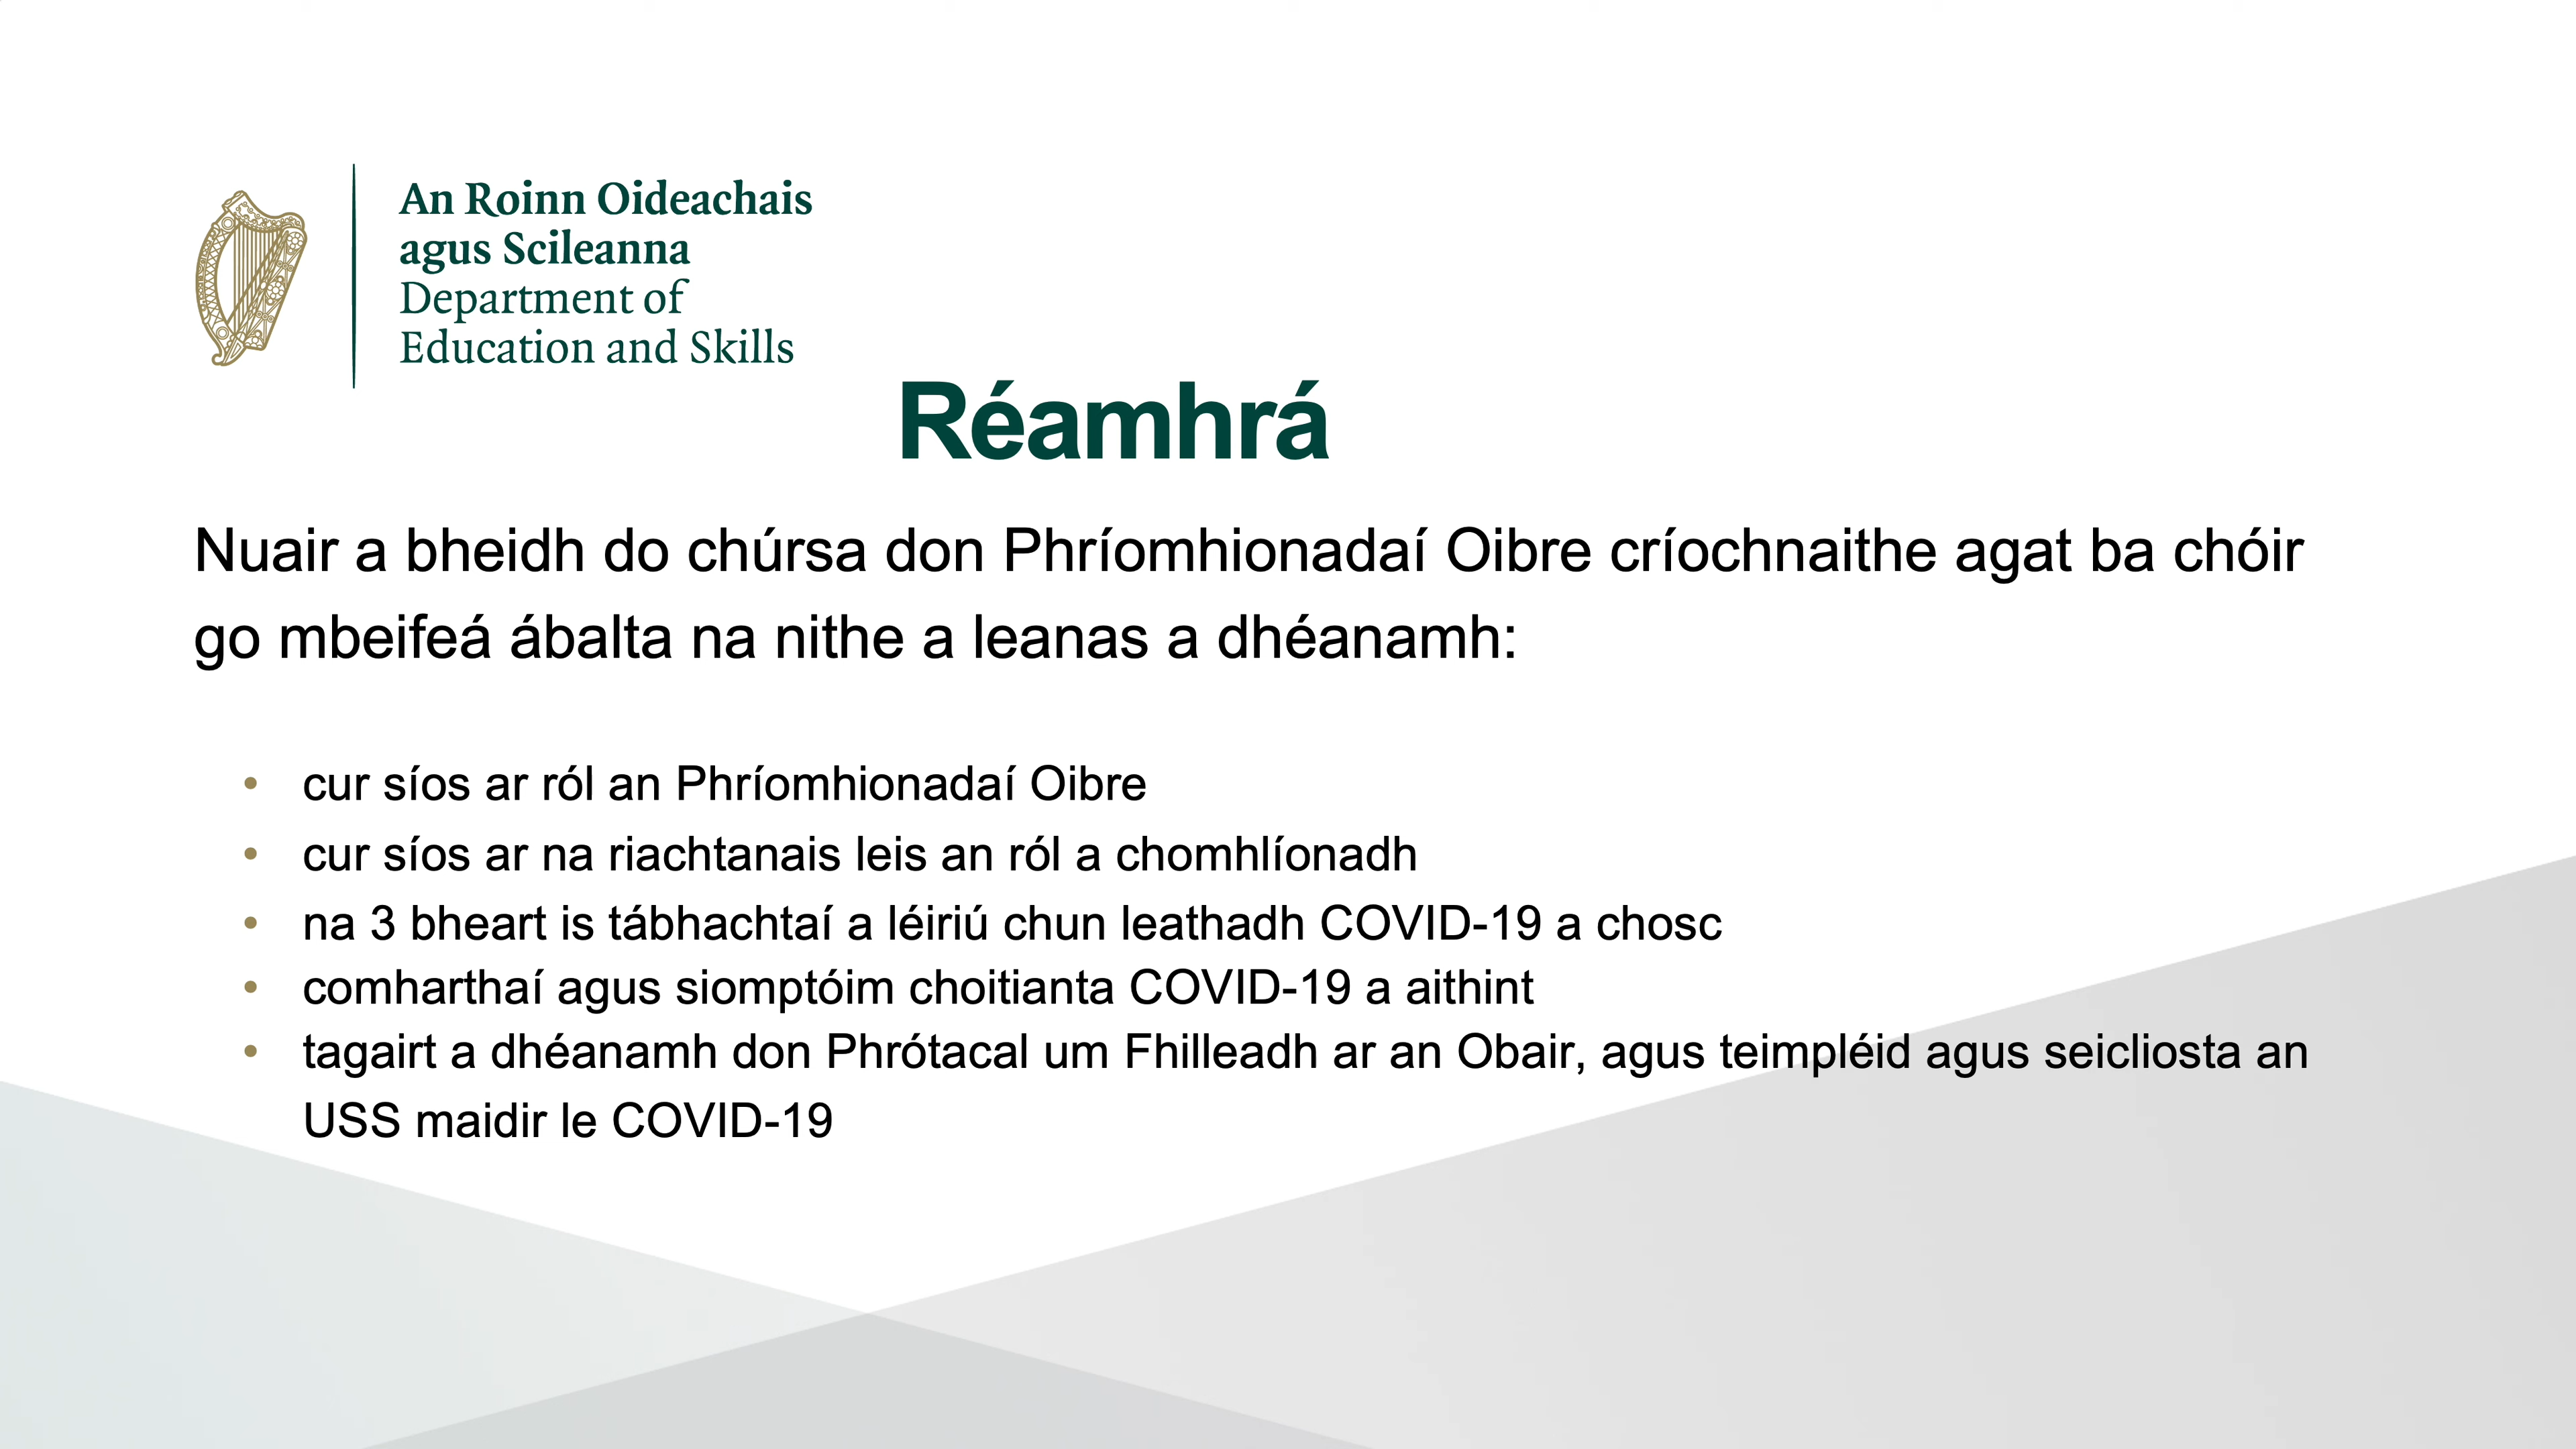 An Roinn Oideachais
agus Scileanna
Department of
Education and Skills
Réamhrá
Nuair a bheidh do chúrsa don Phríomhionadaí Oibre críochnaithe agat ba chóir
go mbeifeá ábalta na nithe a leanas a dhéanamh:
• cur síos ar ról an Phríomhionadaí Oibre
• cur síos ar na riachtanais leis an ról a chomhlíonadh
• na 3 bheart is tábhachtaí a léiriú chun leathadh COVID-19 a chosc
• comharthaí agus siomptóim choitianta COVID-19 a aithint
• tagairt a dhéanamh don Phrótacal um Fhilleadh ar an Obair, agus teimpléid agus seicliosta an
USS maidir le COVID-19